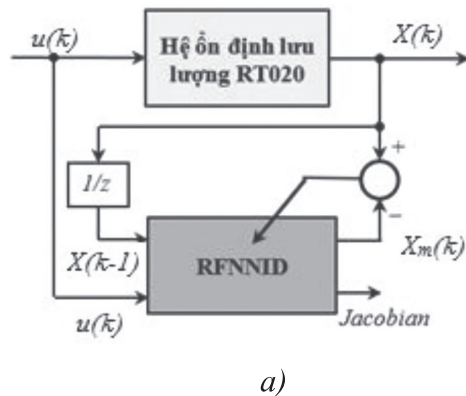 u(k)
Hệ ổn định lưu
lượng RT020
X(k)
+
1/z
−
X(k-1)
RFNNID
Xm(k)
u(k)
Jacobian
a)